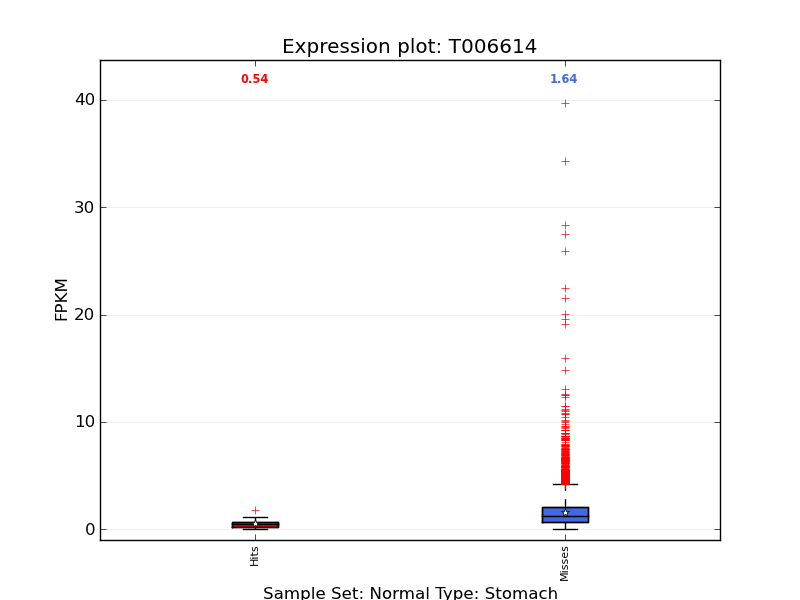 Expression plot: T006614
0.54
1.64
40
30
20
10
0
FPKM
Hits
Misses
Sample Set: Normal Type: Stomach